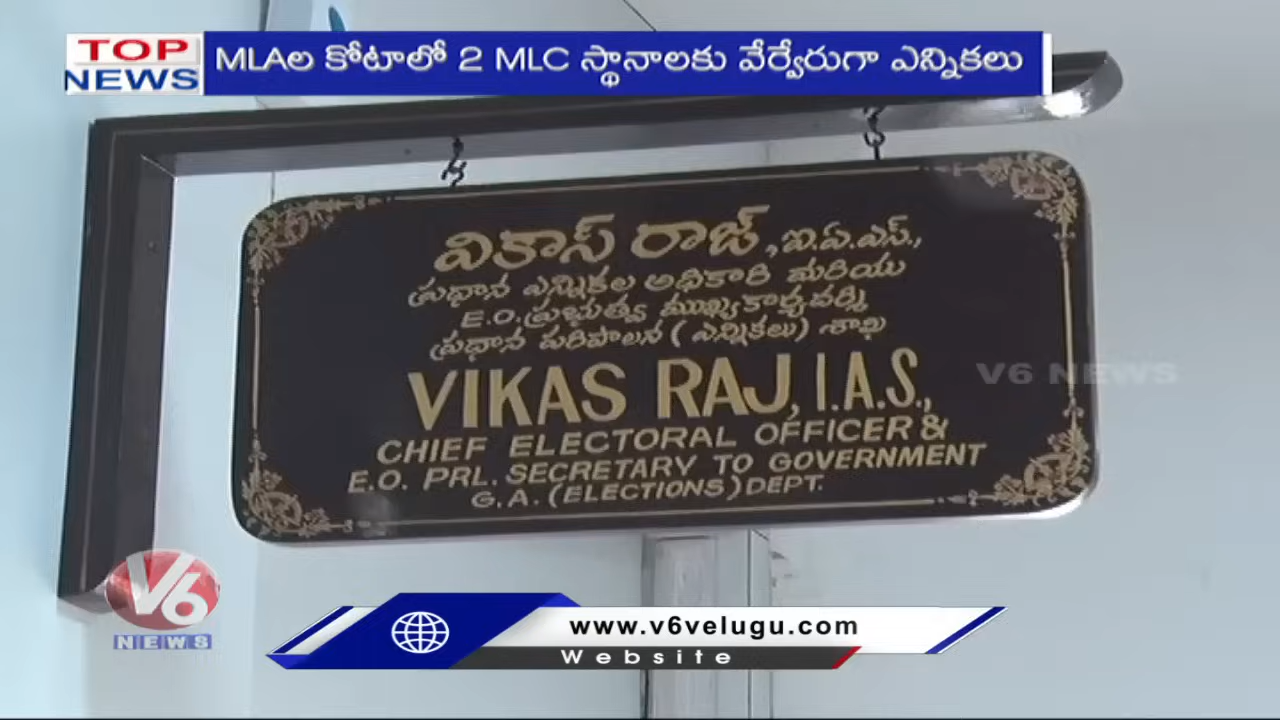 TOP
NEWS
MLAల కోటాలో 2 MLC స్థానాలకు వేర్వేరుగా ఎన్నికలు
వికాస్ రాజ్, ఐ.ఏ.ఎస్.,
ప్రధాన ఎన్నికల అధికారి మరియు
E.O. ప్రభుత్వ ముఖ్యకార్యదర్శి
ప్రధాన పరిపాలన (ఎన్నికలు) శాఖ
VIKAS RAJ, I.A.S.,
CHIEF ELECTORAL OFFICER &
E.O. PRL. SECRETARY TO GOVERNMENT
G.A. (ELECTIONS) DEPT.
V6 NEWS
V6
NEWS
www.v6velugu.com
Website